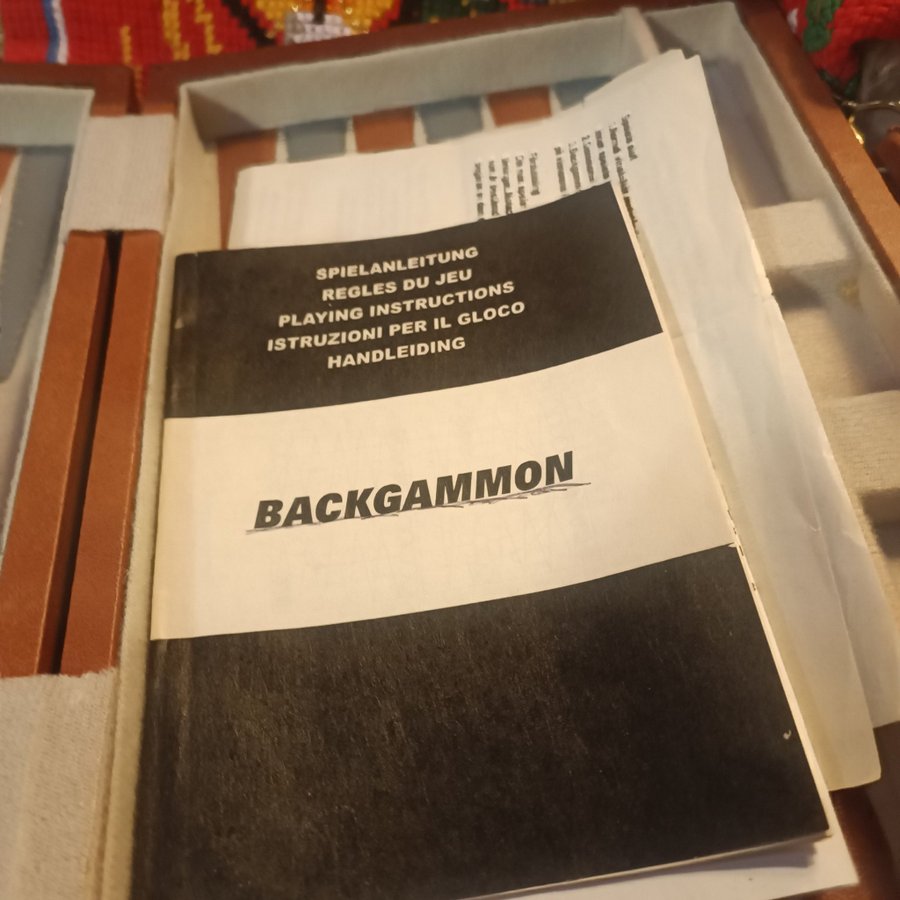 SPIELANLEITUNG
REGLES DU JEU
PLAYING INSTRUCTIONS
ISTRUZIONI PER IL GLOCO
HANDLEIDING
BACKGAMMON